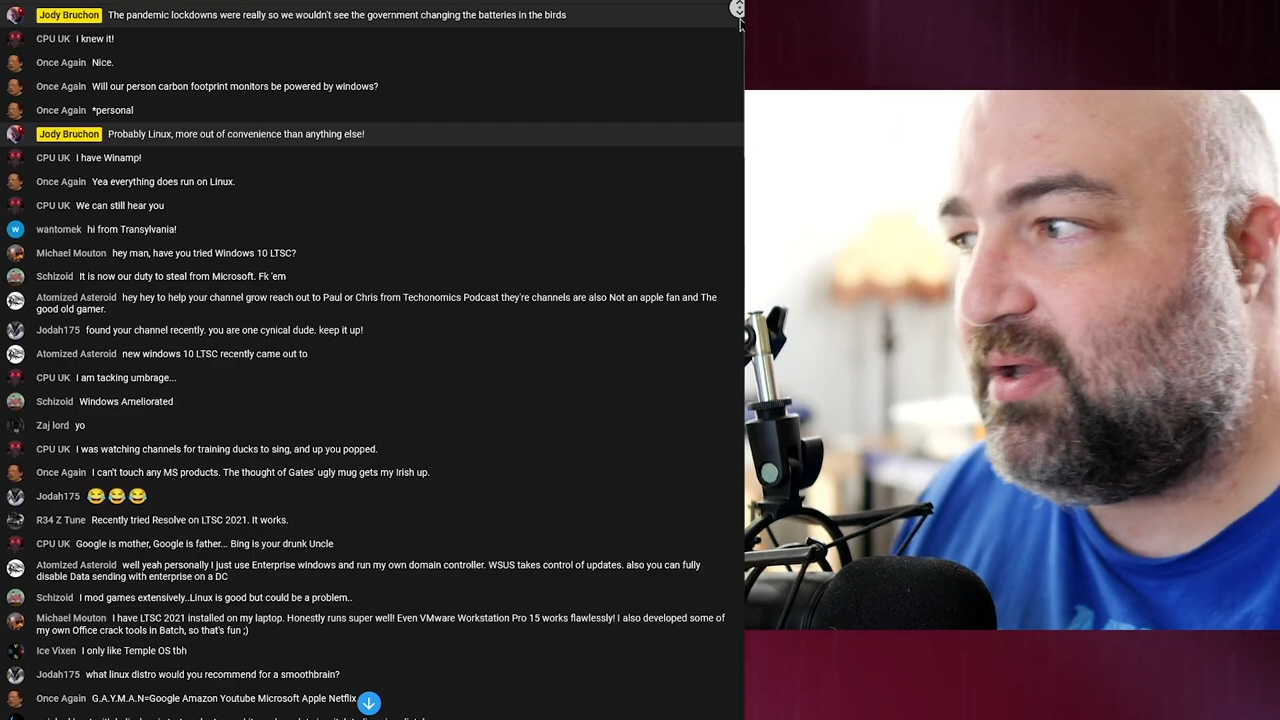 Jody Bruchon The pandemic lockdowns were really so we wouldn't see the government changing the batteries in the birds
CPU UK I knew it!
Once Again Nice.
Once Again Will our person carbon footprint monitors be powered by windows?
Once Again *personal
Jody Bruchon Probably Linux, more out of convenience than anything else!
CPU UK I have Winamp!
Once Again Yea everything does run on Linux.
CPU UK We can still hear you
W wantomek hi from Transylvania!
Michael Mouton hey man, have you tried Windows 10 LTSC?
Schizoid It is now our duty to steal from Microsoft. Fk 'em
Atomized Asteroid hey hey to help your channel grow reach out to Paul or Chris from Techonomics Podcast they're channels are also Not an apple fan and The
good old gamer.
Jodah175 found your channel recently. you are one cynical dude. keep it up!
Atomized Asteroid new windows 10 LTSC recently came out to
CPU UK I am tacking umbrage...
Schizoid Windows Ameliorated
Zaj lord yo
CPU UK I was watching channels for training ducks to sing, and up you popped.
Once Again I can't touch any MS products. The thought of Gates' ugly mug gets my Irish up.
Jodah175 😂😂😂
R34 Z Tune Recently tried Resolve on LTSC 2021. It works.
CPU UK Google is mother, Google is father... Bing is your drunk Uncle
Atomized Asteroid well yeah personally I just use Enterprise windows and run my own domain controller. WSUS takes control of updates. also you can fully
disable Data sending with enterprise on a DC
Schizoid I mod games extensively..Linux is good but could be a problem..
Michael Mouton I have LTSC 2021 installed on my laptop. Honestly runs super well! Even VMware Workstation Pro 15 works flawlessly! I also developed some of
my own Office crack tools in Batch, so that's fun ;)
Ice Vixen I only like Temple OS tbh
Jodah175 what linux distro would you recommend for a smoothbrain?
Once Again G.A.Y.M.A.N=Google Amazon Youtube Microsoft Apple Netflix